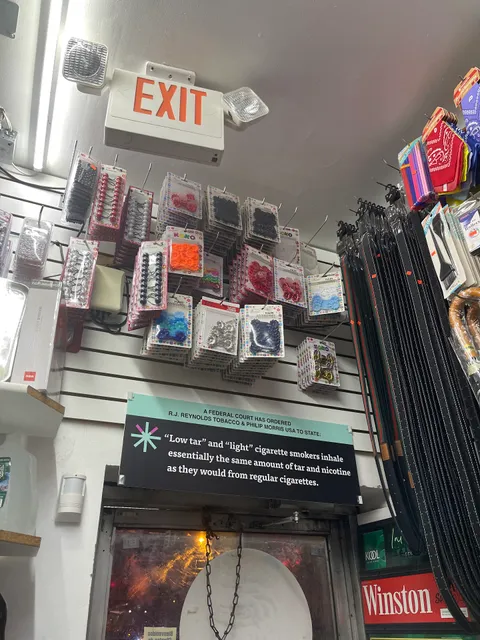 EXIT
A FEDERAL COURT HAS ORDERED
R.J. REYNOLDS TOBACCO & PHILIP MORRIS USA TO STATE:
“Low tar” and “light” cigarette smokers inhale
essentially the same amount of tar and nicotine
as they would from regular cigarettes.
KOOL
Winston